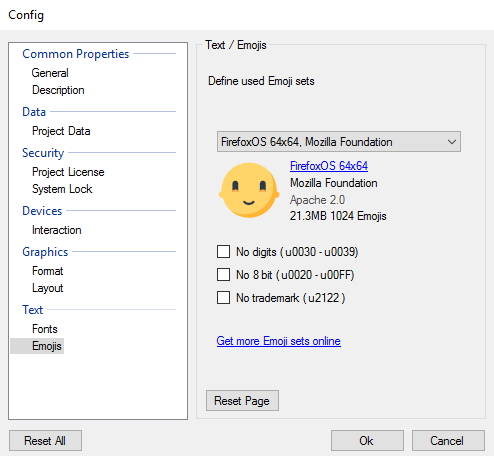 Config
Common Properties
General
Description
Data
Project Data
Security
Project License
System Lock
Devices
Interaction
Graphics
Format
Layout
Text
Fonts
Emojis
Text / Emojis
Define used Emoji sets
FirefoxOS 64x64, Mozilla Foundation
FirefoxOS 64x64
Mozilla Foundation
Apache 2.0
21.3MB 1024 Emojis
No digits ( u0030 - u0039)
No 8 bit ( u0020 - u00FF)
No trademark ( u2122 )
Get more Emoji sets online
Reset Page
Reset All
Ok
Cancel